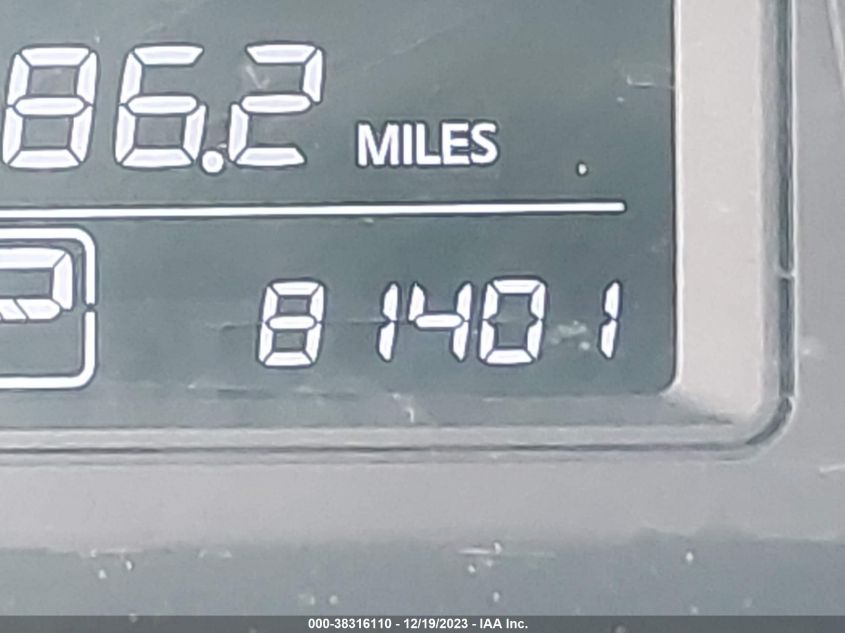 86.2 MILES
P 81401
000-38316110 - 12/19/2023 - IAA Inc.